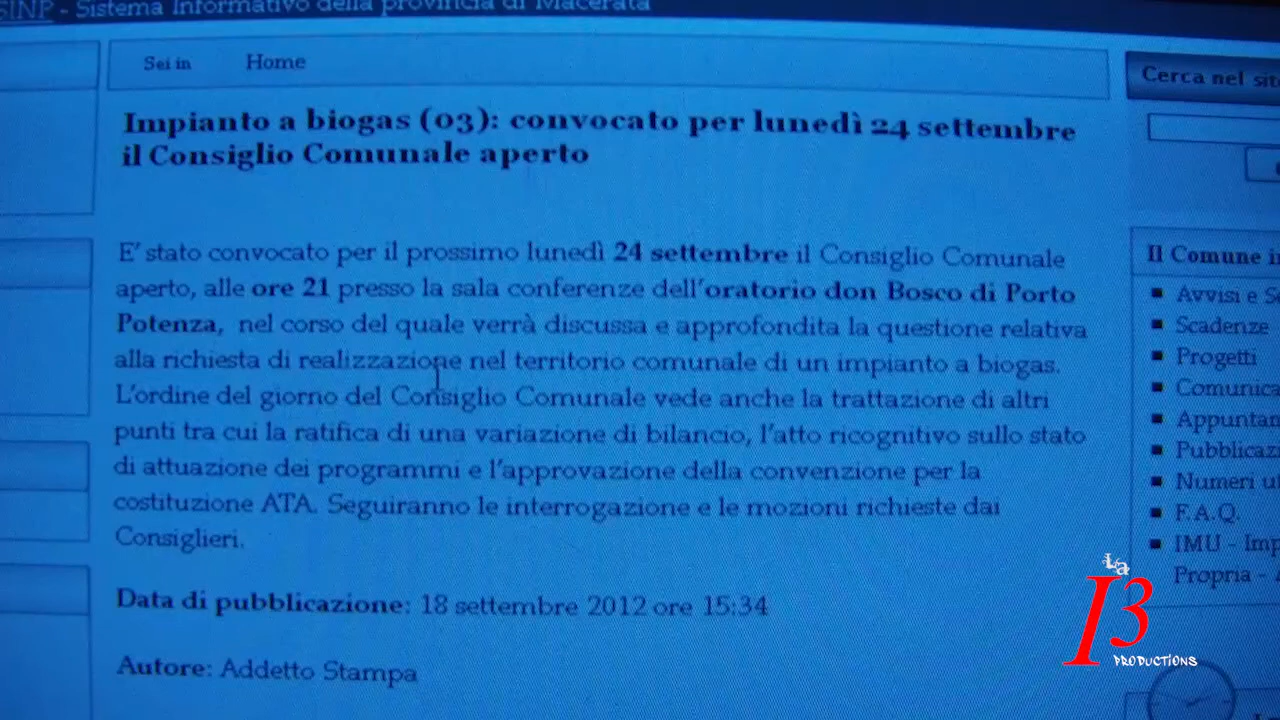 SINP - Sistema Informativo della provincia di Macerata
Sei in Home
Cerca nel sit
Impianto a biogas (03): convocato per lunedì 24 settembre
il Consiglio Comunale aperto
E' stato convocato per il prossimo lunedì 24 settembre il Consiglio Comunale
aperto, alle ore 21 presso la sala conferenze dell'oratorio don Bosco di Porto
Potenza, nel corso del quale verrà discussa e approfondita la questione relativa
alla richiesta di realizzazione nel territorio comunale di un impianto a biogas.
L'ordine del giorno del Consiglio Comunale vede anche la trattazione di altri
punti tra cui la ratifica di una variazione di bilancio, l'atto ricognitivo sullo stato
di attuazione dei programmi e l'approvazione della convenzione per la
costituzione ATA. Seguiranno le interrogazione e le mozioni richieste dai
Consiglieri.
Data di pubblicazione: 18 settembre 2012 ore 15:34
Autore: Addetto Stampa
Il Comune i
Avvisi e S
Scadenze
Progetti
Comunica
Appuntam
Pubblicaz
Numeri ut
F.A.Q.
IMU - Imp
Propria -
La
13
PRODUCTIONS